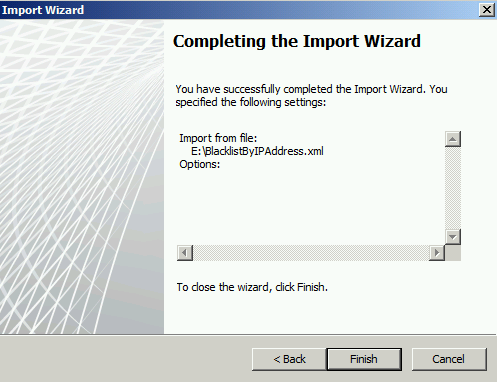 Import Wizard
Completing the Import Wizard
You have successfully completed the Import Wizard. You
specified the following settings:
Import from file:
E:\BlacklistByIPAddress.xml
Options:
To close the wizard, click Finish.
< Back
Finish
Cancel